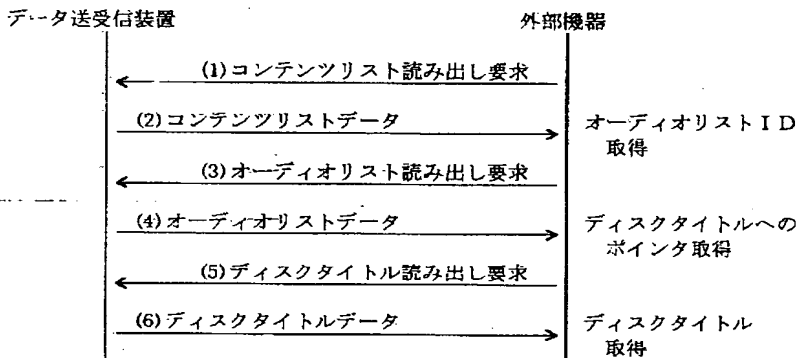 データ送受信装置
外部機器
(1)コンテンツリスト読み出し要求
(2)コンテンツリストデータ
オーディオリストID
取得
(3)オーディオリスト読み出し要求
(4)オーディオリストデータ
ディスクタイトルへの
ポインタ取得
(5)ディスクタイトル読み出し要求
(6)ディスクタイトルデータ
ディスクタイトル
取得